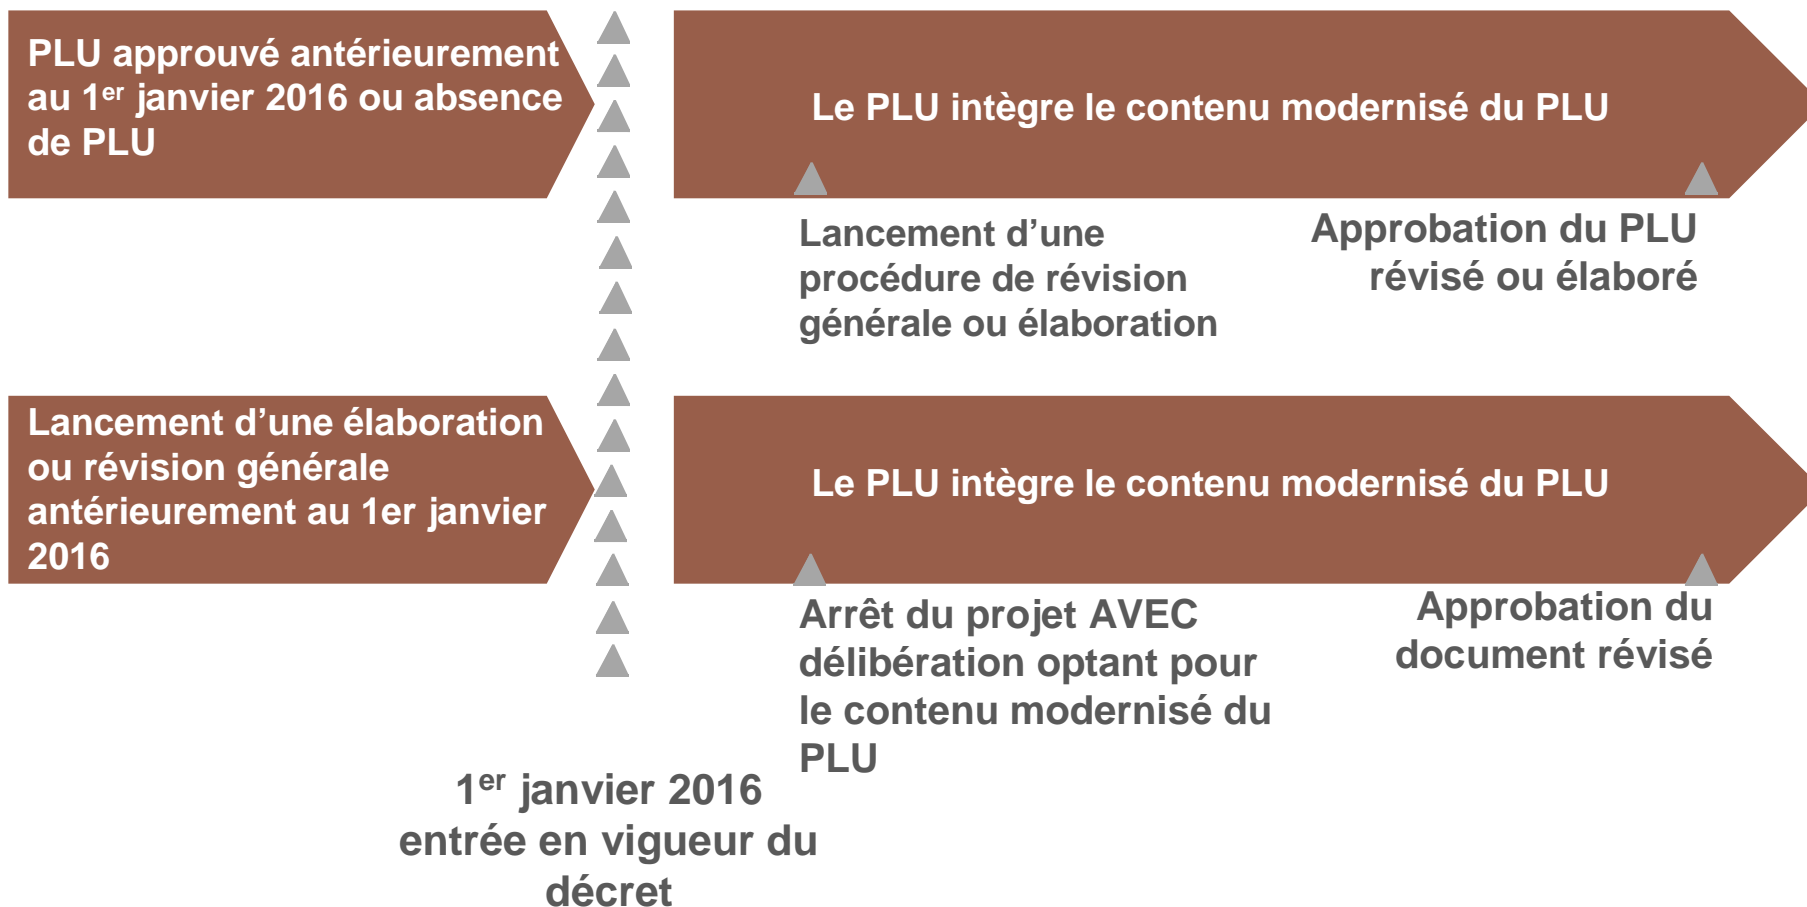 PLU approuvé antérieurement
au 1er janvier 2016 ou absence
de PLU
Le PLU intègre le contenu modernisé du PLU
Lancement d’une
procédure de révision
générale ou élaboration
Approbation du PLU
révisé ou élaboré
Lancement d’une élaboration
ou révision générale
antérieurement au 1er janvier
2016
Le PLU intègre le contenu modernisé du PLU
Arrêt du projet AVEC
délibération optant pour
le contenu modernisé du
PLU
Approbation du
document révisé
1er janvier 2016
entrée en vigueur du
décret